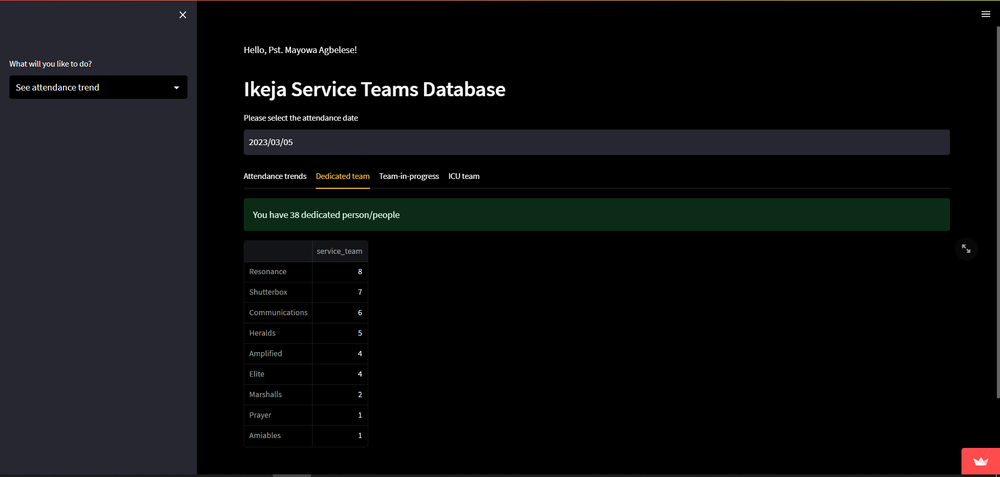 What will you like to do?
See attendance trend
Hello, Pst. Mayowa Agbelese!
Ikeja Service Teams Database
Please select the attendance date
2023/03/05
Attendance trends Dedicated team Team-in-progress ICU team
You have 38 dedicated person/people
service_team
Resonance 8
Shutterbox 7
Communications 6
Heralds 5
Amplified 4
Elite 4
Marshalls 2
Prayer 1
Amiables 1